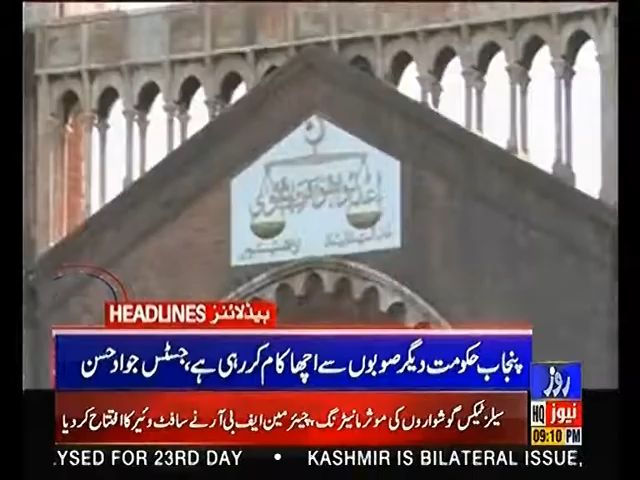 HEADLINES ہیڈلائنز
پنجاب حکومت دیگر صوبوں سے اچھا کام کر رہی ہے، جسٹس جواد حسن
سیلز ٹیکس گوشواروں کی موثر مانیٹرنگ، چیئرمین ایف بی آر نے سافٹ ویئر کا افتتاح کر دیا
روز
HQ نیوز
09:10 PM
YSED FOR 23RD DAY • KASHMIR IS BILATERAL ISSUE,